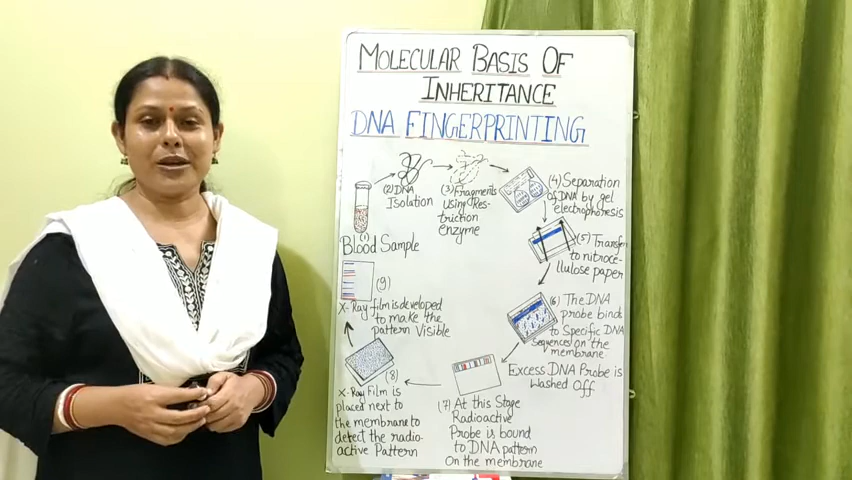 MOLECULAR BASIS OF
INHERITANCE
DNA FINGERPRINTING
(1)
Blood Sample
(2) DNA
Isolation
(3) Fragments
using Res-
triction
enzyme
(4) Separation
of DNA by gel
electrophoresis
(5) Transfer
to nitroce-
llulose paper
(6) The DNA
probe bind
to Specific DNA
sequences on the
membrane
Excess DNA Probe is
Washed Off
(7) At this Stage
Radioactive
Probe is bound
to DNA pattern
on the membrane
(8)
X-Ray Film is
placed next to
the membrane to
detect the radio-
active Pattern
(9)
X-Ray film is developed
to make the
pattern Visible